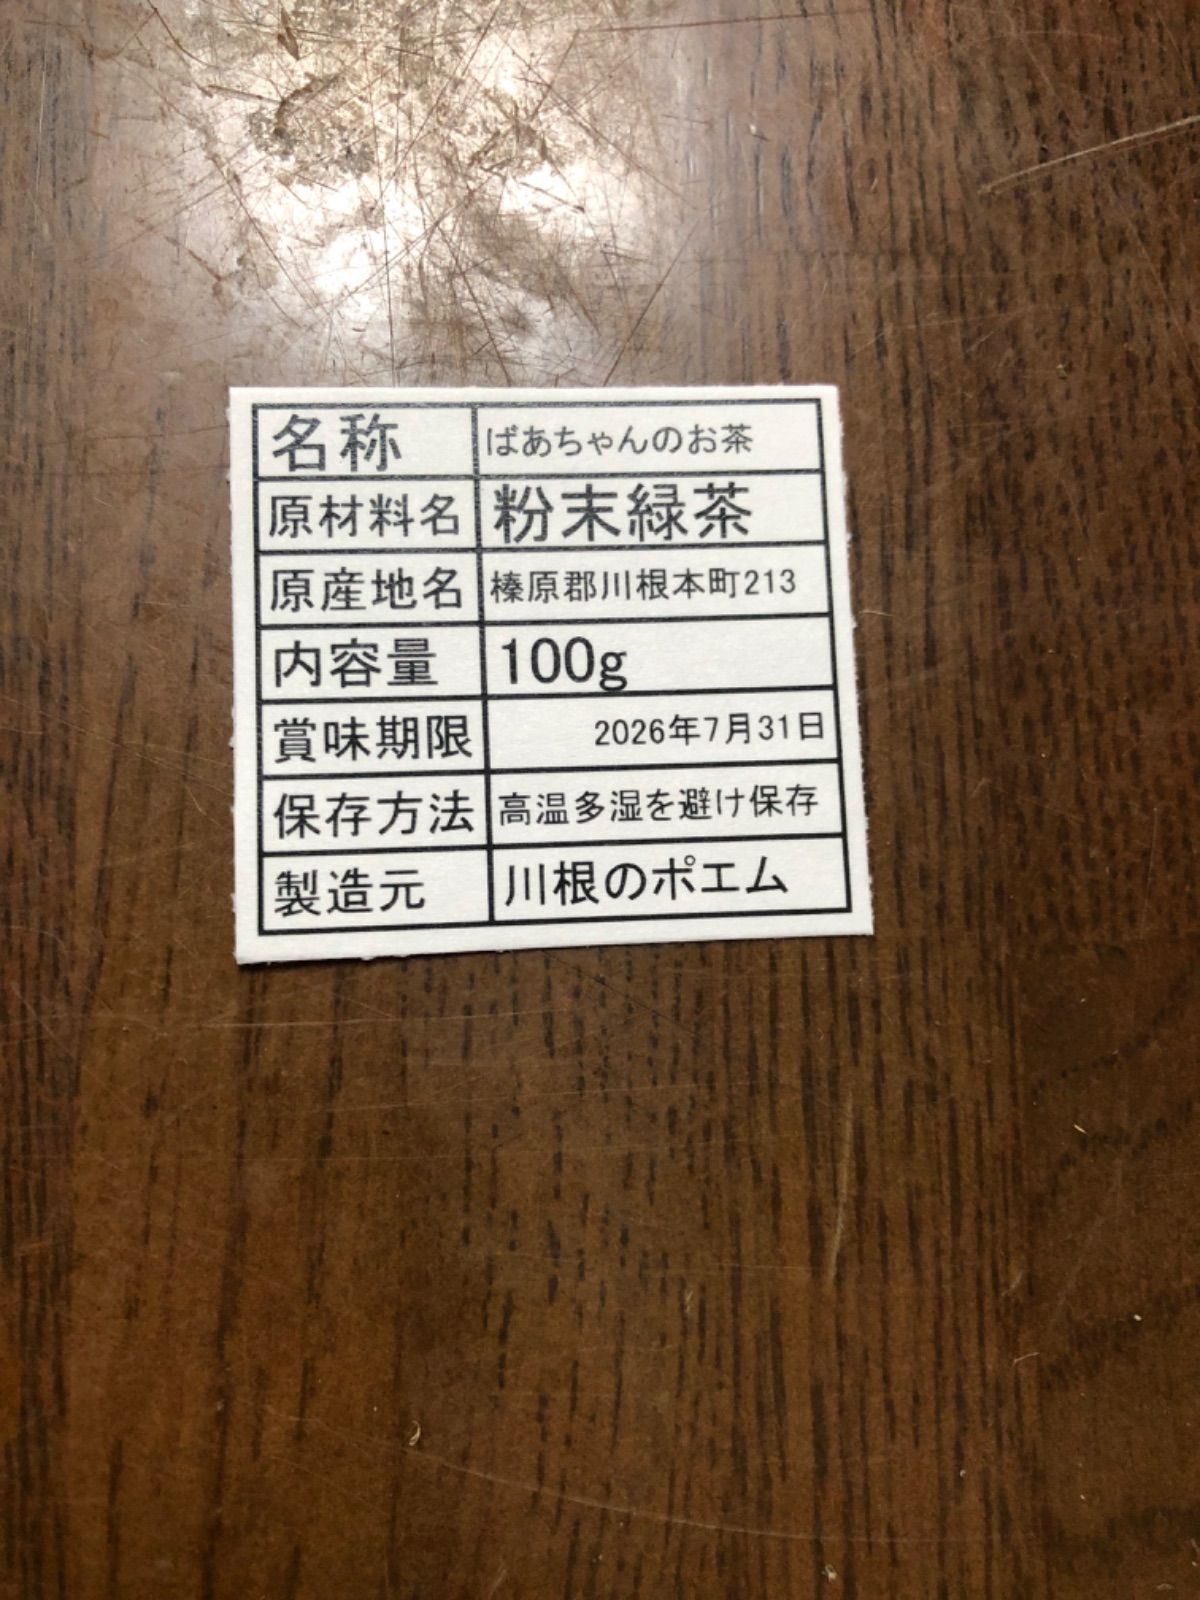 名称 ばあちゃんのお茶
原材料名 粉末緑茶
原産地名 榛原郡川根本町213
内容量 100g
賞味期限 2026年7月31日
保存方法 高温多湿を避け保存
製造元 川根のポエム